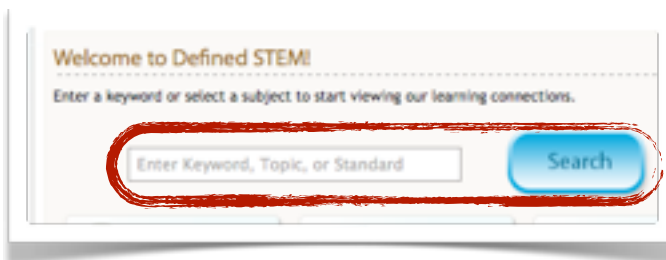 Welcome to Defined STEM!
Enter a keyword or select a subject to start viewing our learning connections.
Enter Keyword, Topic, or Standard
Search